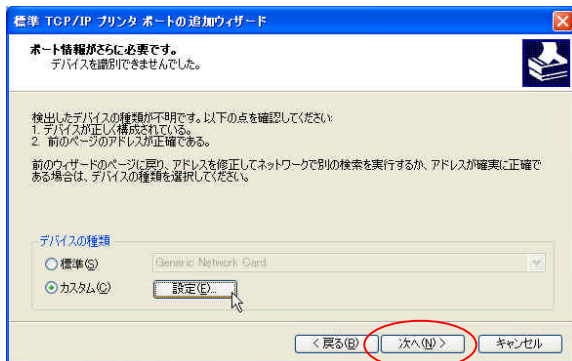 標準 TCP/IP プリンタ ポートの追加ウィザード
ポート情報がさらに必要です。
デバイスを識別できませんでした。
検出したデバイスの種類が不明です。以下の点を確認してください:
1. デバイスが正しく構成されている。
2. 前のページのアドレスが正確である。
前のウィザードのページに戻り、アドレスを修正してネットワークで別の検索を実行するか、アドレスが確実に正確で
ある場合は、デバイスの種類を選択してください。
デバイスの種類
標準(S)
Generic Network Card
カスタム(C)
設定(E)...
< 戻る(B)
次へ(N) >
キャンセル